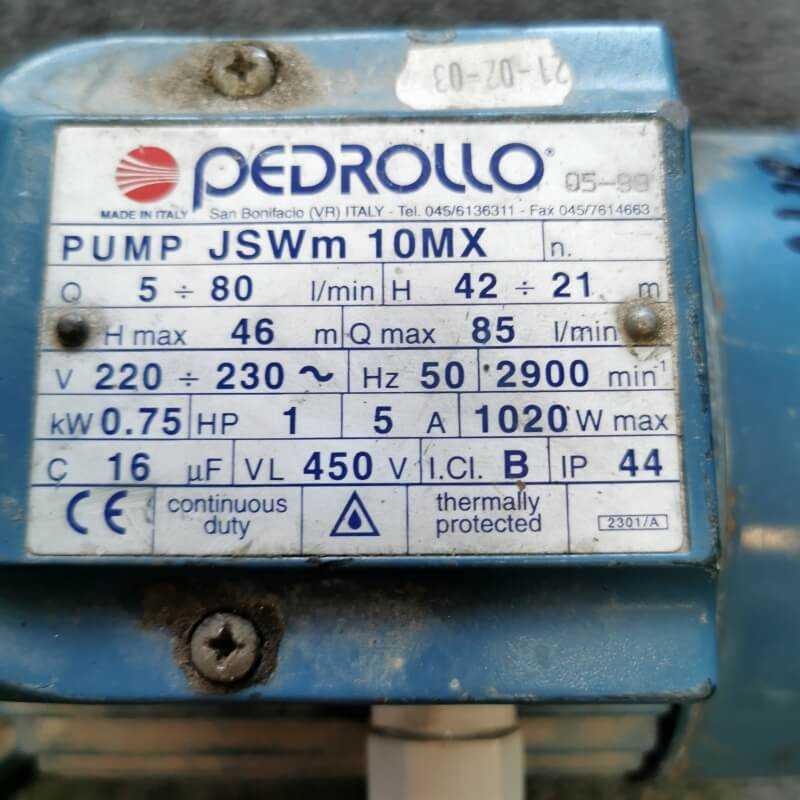 21-02-03
PEDROLLO® 05-99
MADE IN ITALY San Bonifacio (VR) ITALY - Tel. 045/6136311 - Fax 045/7614663
PUMP JSWm 10MX n.
Q 5 ÷ 80 l/min H 42 ÷ 21 m
H max 46 m Q max 85 l/min
V 220 ÷ 230 ~ Hz 50 2900 min⁻¹
kW 0.75 HP 1 5 A 1020 W max
C 16 µF VL 450 V I.Cl. B IP 44
CE continuous duty thermally protected 2301/A